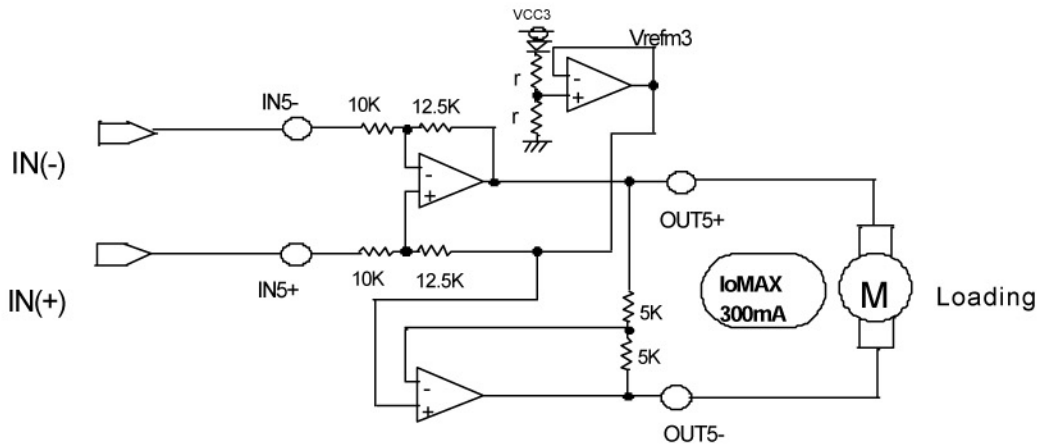 VCC3
Vrefm3
r
-
+
r
IN5-
10K
12.5K
IN(-)
-
+
OUT5+
10K
12.5K
IN5+
IN(+)
IoMAX
300mA
M
Loading
5K
5K
-
+
OUT5-